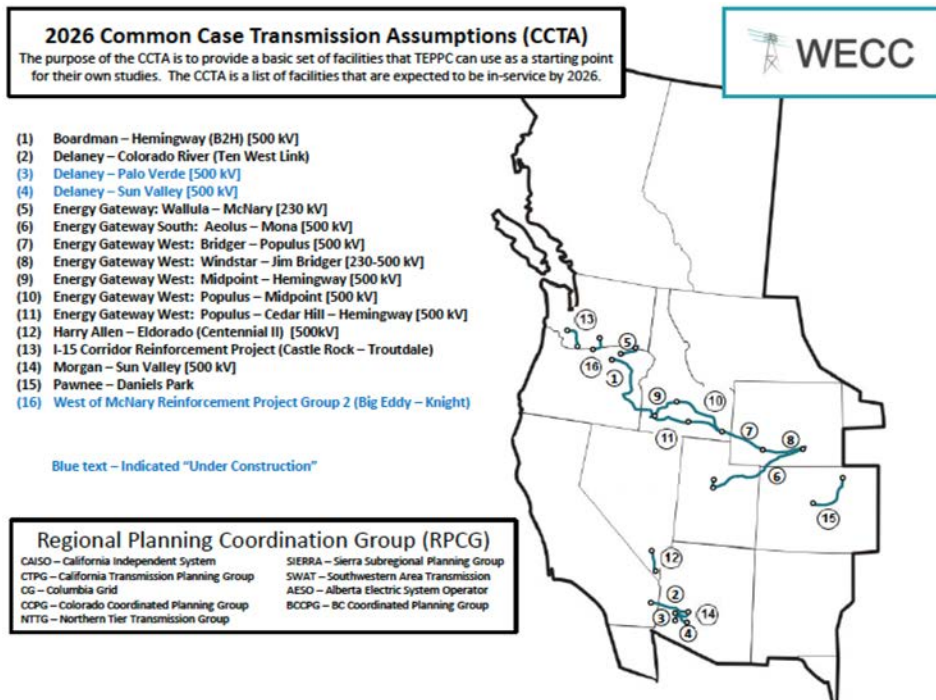 2026 Common Case Transmission Assumptions (CCTA)
The purpose of the CCTA is to provide a basic set of facilities that TEPPC can use as a starting point
for their own studies. The CCTA is a list of facilities that are expected to be in-service by 2026.
WECC
(1) Boardman – Hemingway (B2H) [500 kV]
(2) Delaney – Colorado River (Ten West Link)
(3) Delaney – Palo Verde [500 kV]
(4) Delaney – Sun Valley [500 kV]
(5) Energy Gateway: Wallula – McNary [230 kV]
(6) Energy Gateway South: Aeolus – Mona [500 kV]
(7) Energy Gateway West: Bridger – Populus [500 kV]
(8) Energy Gateway West: Windstar – Jim Bridger [230-500 kV]
(9) Energy Gateway West: Midpoint – Hemingway [500 kV]
(10) Energy Gateway West: Populus – Midpoint [500 kV]
(11) Energy Gateway West: Populus – Cedar Hill – Hemingway [500 kV]
(12) Harry Allen – Eldorado (Centennial II) [500kV]
(13) I-15 Corridor Reinforcement Project (Castle Rock – Troutdale)
(14) Morgan – Sun Valley [500 kV]
(15) Pawnee – Daniels Park
(16) West of McNary Reinforcement Project Group 2 (Big Eddy – Knight)
Blue text – Indicated “Under Construction”
Regional Planning Coordination Group (RPCG)
CAISO – California Independent System
CTPG – California Transmission Planning Group
CG – Columbia Grid
CCPG – Colorado Coordinated Planning Group
NTTG – Northern Tier Transmission Group
SIERRA – Sierra Subregional Planning Group
SWAT – Southwestern Area Transmission
AESO – Alberta Electric System Operator
BCCPG – BC Coordinated Planning Group
13
5
16
1
9
10
11
7
8
6
15
12
2
14
3
4